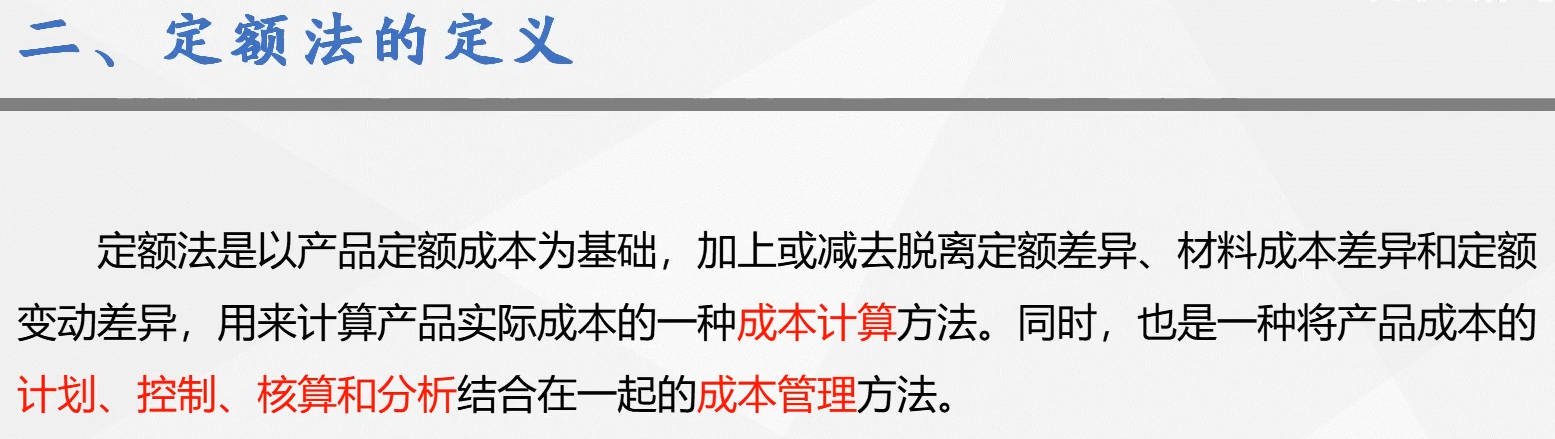 二、定额法的定义
定额法是以产品定额成本为基础，加上或减去脱离定额差异、材料成本差异和定额
变动差异，用来计算产品实际成本的一种成本计算方法。同时，也是一种将产品成本的
计划、控制、核算和分析结合在一起的成本管理方法。